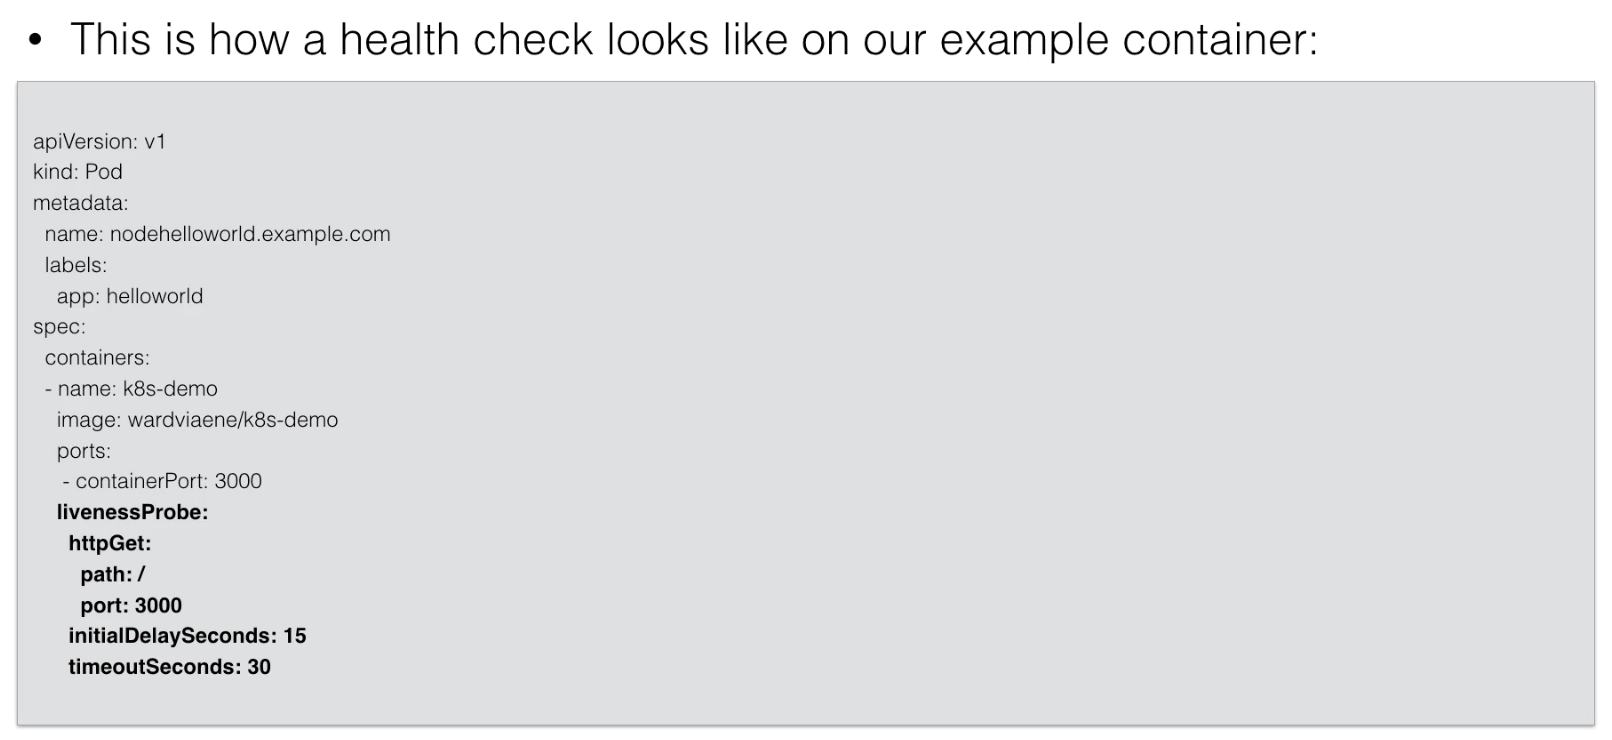 • This is how a health check looks like on our example container:
apiVersion: v1
kind: Pod
metadata:
  name: nodehelloworld.example.com
  labels:
    app: helloworld
spec:
  containers:
  - name: k8s-demo
    image: wardviaene/k8s-demo
    ports:
     - containerPort: 3000
    livenessProbe:
      httpGet:
        path: /
        port: 3000
      initialDelaySeconds: 15
      timeoutSeconds: 30